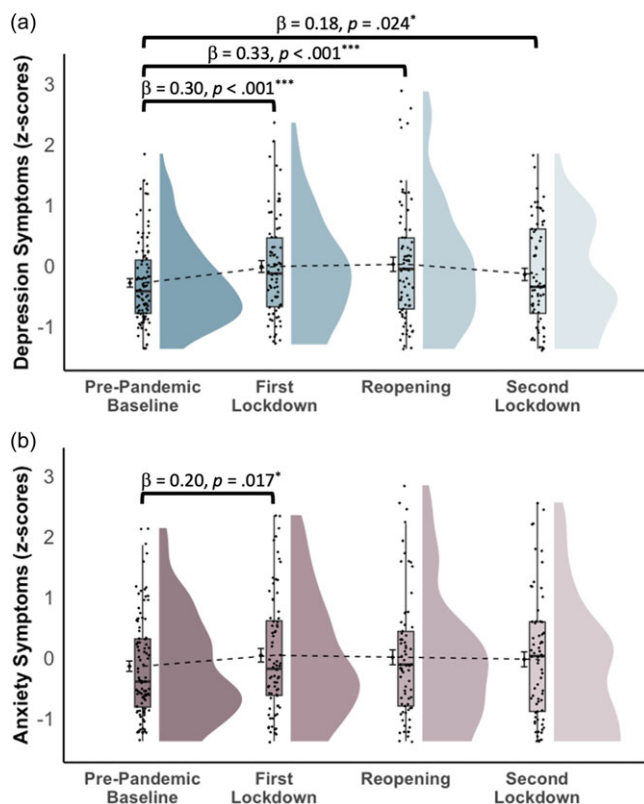 (a)
β = 0.18, p = .024*
β = 0.33, p < .001***
β = 0.30, p < .001***
Depression Symptoms (z-scores)
3
2
1
0
-1
Pre-Pandemic Baseline
First Lockdown
Reopening
Second Lockdown
(b)
β = 0.20, p = .017*
Anxiety Symptoms (z-scores)
3
2
1
0
-1
Pre-Pandemic Baseline
First Lockdown
Reopening
Second Lockdown